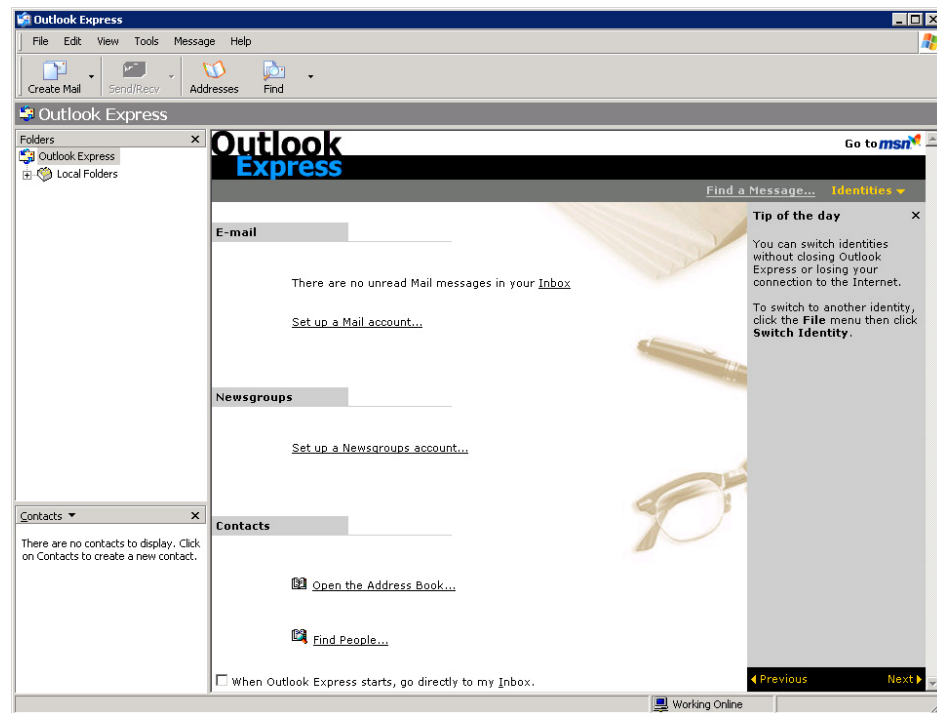 Outlook Express
File Edit View Tools Message Help
Create Mail Send/Recv Addresses Find
Outlook Express
Folders
Outlook Express
Local Folders
Contacts
There are no contacts to display. Click
on Contacts to create a new contact.
Outlook
Express
Go to msn
Find a Message... Identities
E-mail
There are no unread Mail messages in your Inbox
Set up a Mail account...
Newsgroups
Set up a Newsgroups account...
Contacts
Open the Address Book...
Find People...
When Outlook Express starts, go directly to my Inbox.
Tip of the day
You can switch identities
without closing Outlook
Express or losing your
connection to the Internet.
To switch to another identity,
click the File menu then click
Switch Identity.
Previous Next
Working Online